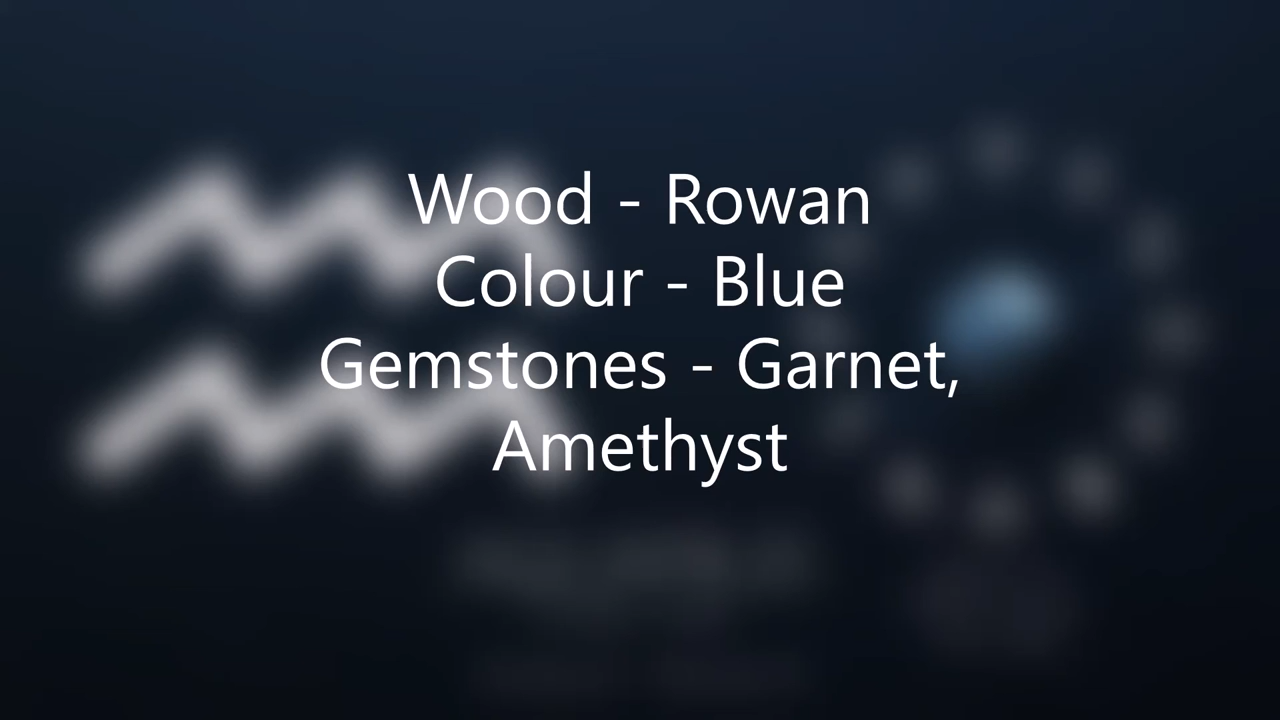 Wood - Rowan
Colour - Blue
Gemstones - Garnet,
Amethyst